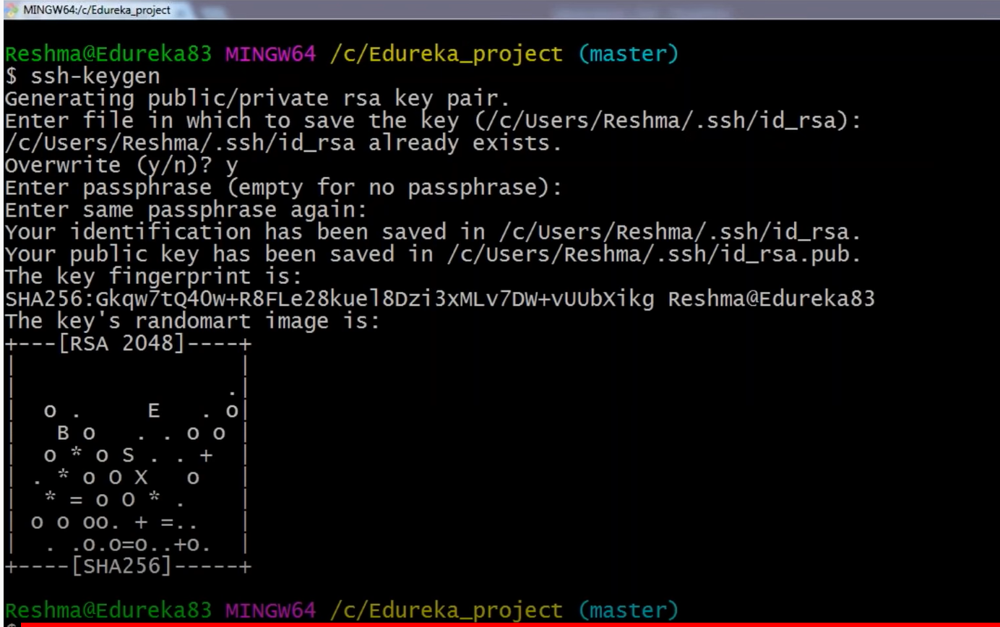 MINGW64:/c/Edureka_project
Reshma@Edureka83 MINGW64 /c/Edureka_project (master)
$ ssh-keygen
Generating public/private rsa key pair.
Enter file in which to save the key (/c/Users/Reshma/.ssh/id_rsa):
/c/Users/Reshma/.ssh/id_rsa already exists.
Overwrite (y/n)? y
Enter passphrase (empty for no passphrase):
Enter same passphrase again:
Your identification has been saved in /c/Users/Reshma/.ssh/id_rsa.
Your public key has been saved in /c/Users/Reshma/.ssh/id_rsa.pub.
The key fingerprint is:
SHA256:Gkqw7tQ4Ow+R8FLe28kuel8Dzi3xMLv7DW+vUUbXikg Reshma@Edureka83
The key's randomart image is:
+---[RSA 2048]----+
|                 |
|                .|
|  o .     E   . o|
|   B o   . . o o |
|  o * o S . . +  |
| . * o O X   o   |
|  * = o O * .    |
| o o oo. + =..   |
|  . .o.o=o..+o.  |
+----[SHA256]-----+
Reshma@Edureka83 MINGW64 /c/Edureka_project (master)